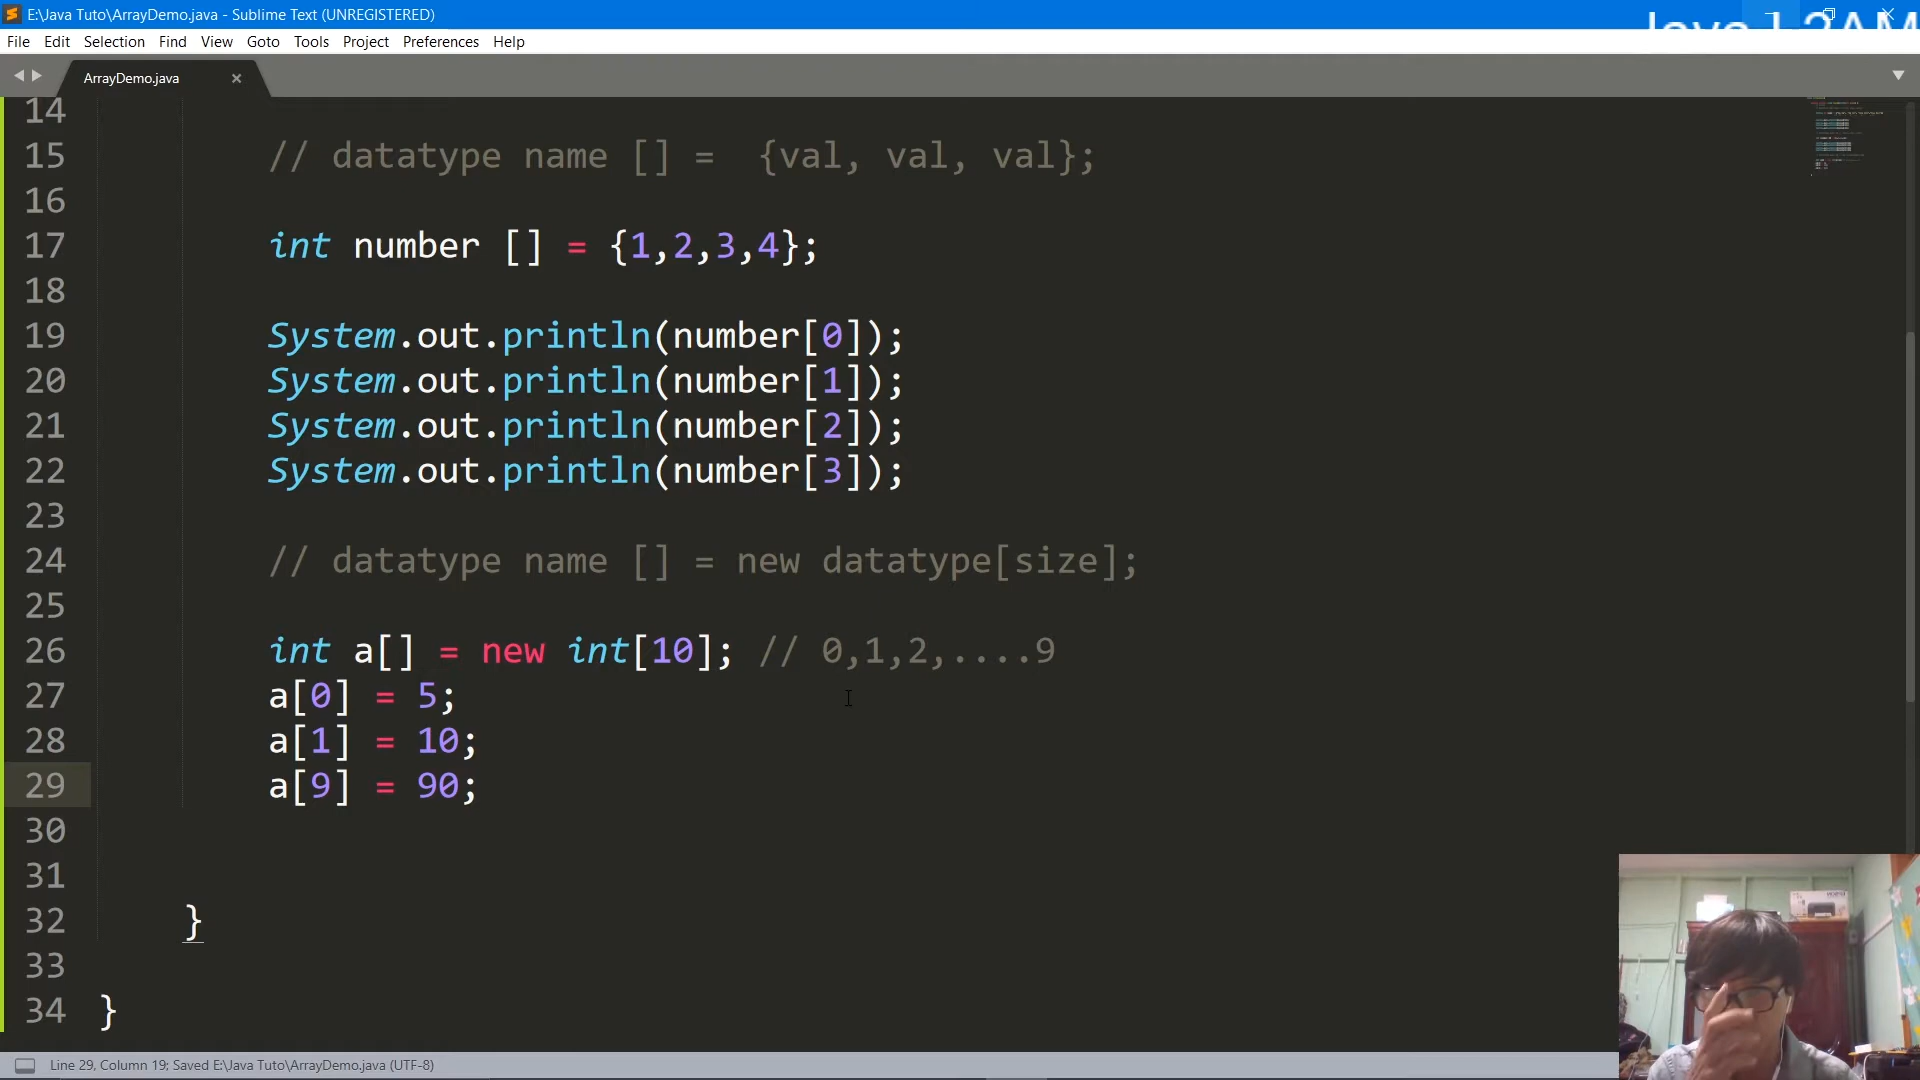 E:\Java Tuto\ArrayDemo.java - Sublime Text (UNREGISTERED)
File Edit Selection Find View Goto Tools Project Preferences Help
ArrayDemo.java
14
15 // datatype name [] =  {val, val, val};
16
17 int number [] = {1,2,3,4};
18
19 System.out.println(number[0]);
20 System.out.println(number[1]);
21 System.out.println(number[2]);
22 System.out.println(number[3]);
23
24 // datatype name [] = new datatype[size];
25
26 int a[] = new int[10]; // 0,1,2,....9
27 a[0] = 5;
28 a[1] = 10;
29 a[9] = 90;
30
31
32 }
33
34 }
Line 29, Column 19; Saved E:\Java Tuto\ArrayDemo.java (UTF-8)